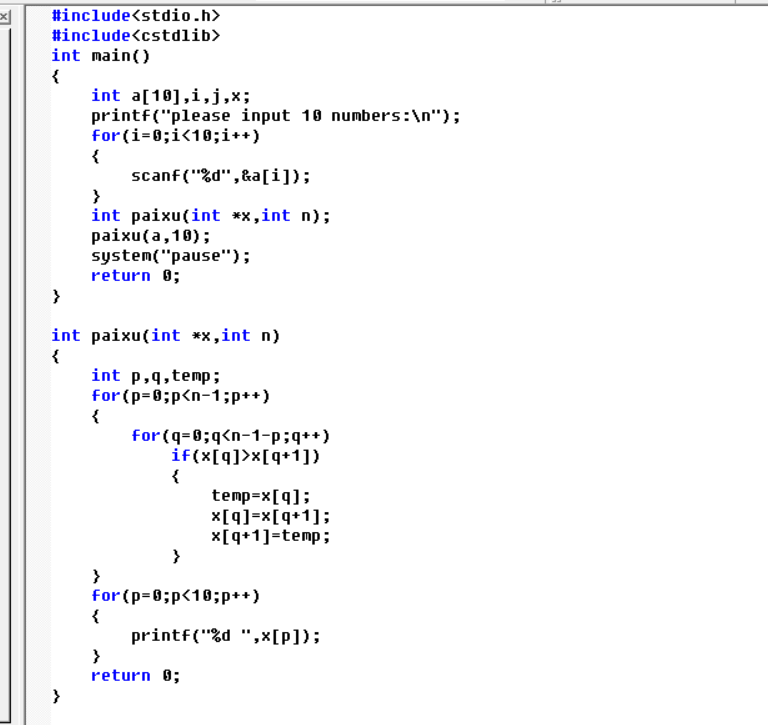 #include<stdio.h>
#include<cstdlib>
int main()
{
    int a[10],i,j,x;
    printf("please input 10 numbers:\n");
    for(i=0;i<10;i++)
    {
        scanf("%d",&a[i]);
    }
    int paixu(int *x,int n);
    paixu(a,10);
    system("pause");
    return 0;
}

int paixu(int *x,int n)
{
    int p,q,temp;
    for(p=0;p<n-1;p++)
    {
        for(q=0;q<n-1-p;q++)
            if(x[q]>x[q+1])
            {
                temp=x[q];
                x[q]=x[q+1];
                x[q+1]=temp;
            }
    }
    for(p=0;p<10;p++)
    {
        printf("%d ",x[p]);
    }
    return 0;
}